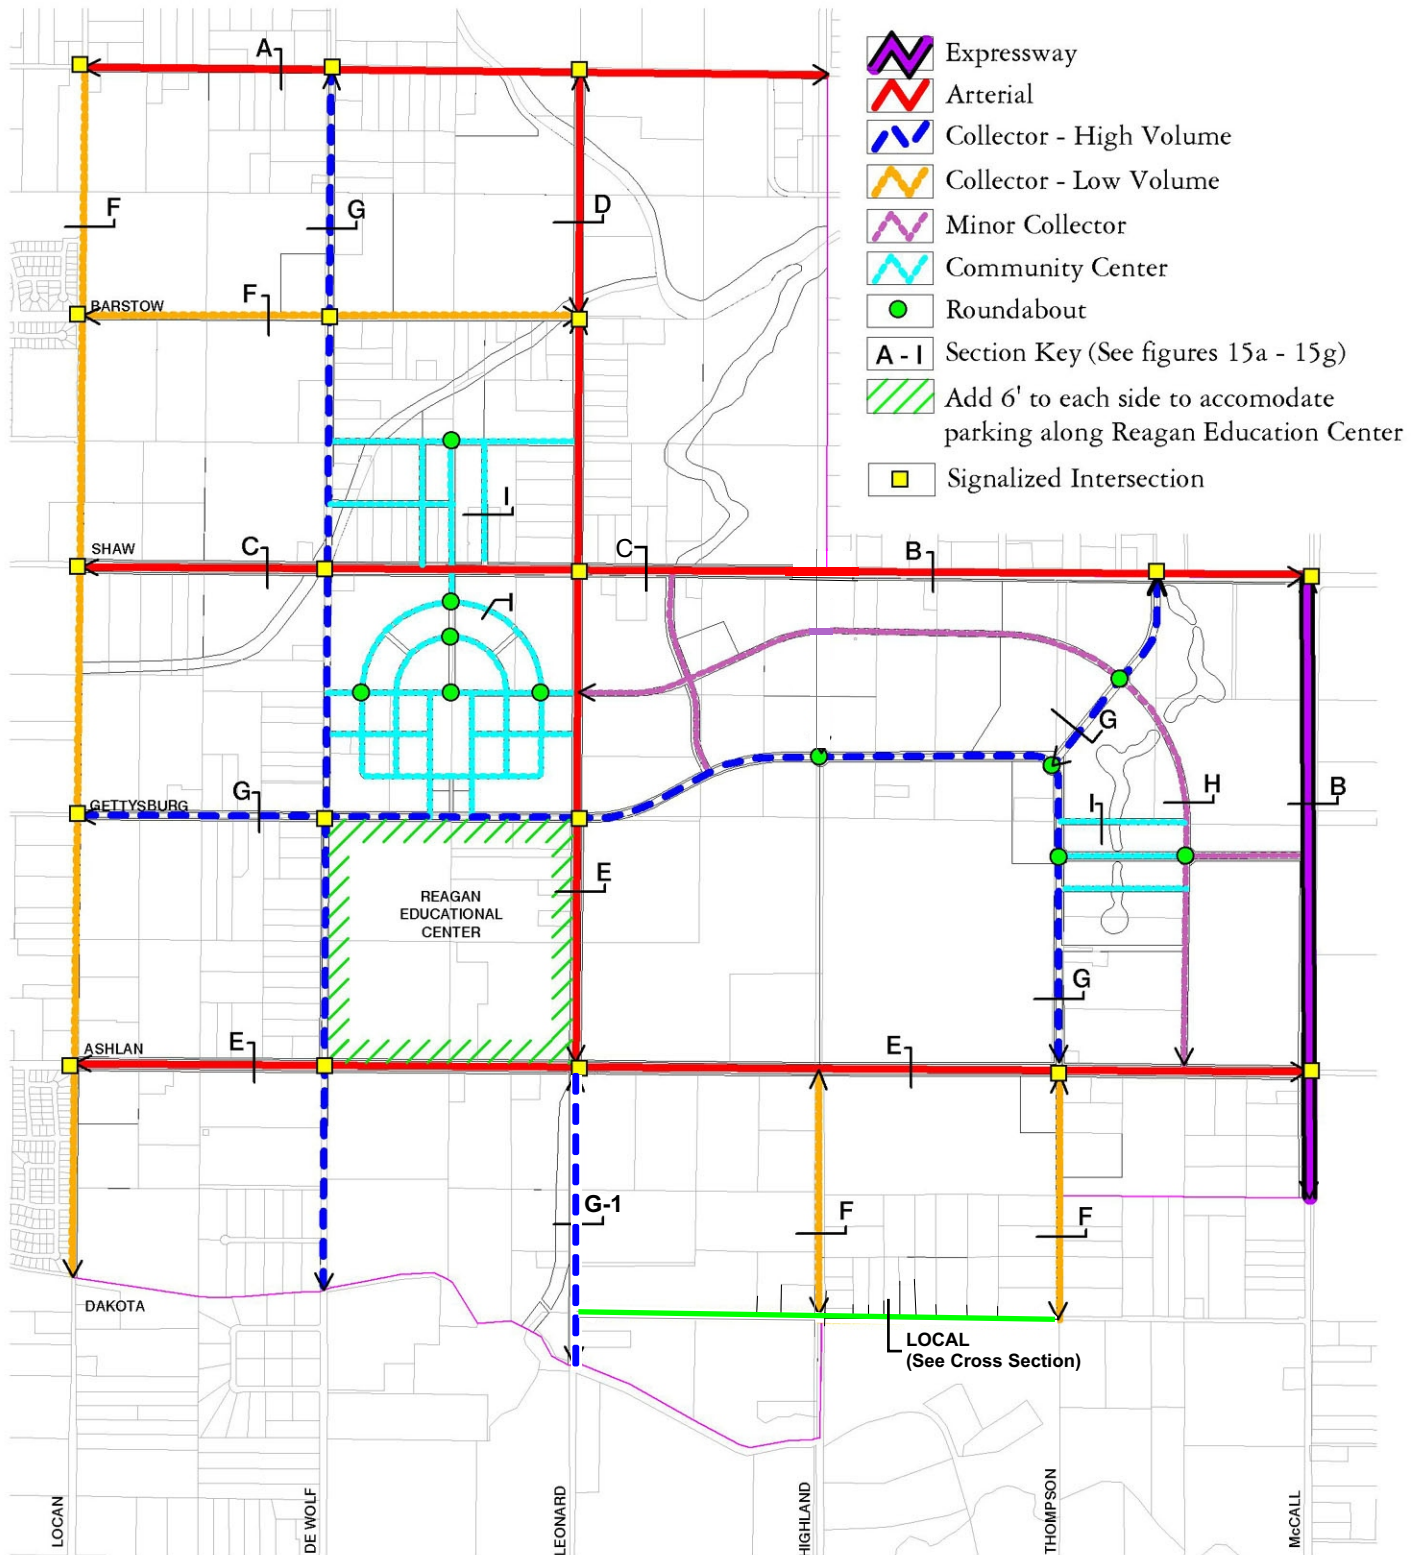 A
Expressway
Arterial
Collector - High Volume
Collector - Low Volume
Minor Collector
Community Center
Roundabout
A - I Section Key (See figures 15a - 15g)
Add 6' to each side to accomodate
parking along Reagan Education Center
Signalized Intersection
F
G
D
BARSTOW
F
I
SHAW
C
C
B
I
G
GETTYSBURG
G
I
H
B
E
REAGAN
EDUCATIONAL
CENTER
G
ASHLAN
E
E
G-1
F
F
DAKOTA
LOCAL
(See Cross Section)
LOCAN
DE WOLF
LEONARD
HIGHLAND
THOMPSON
McCALL